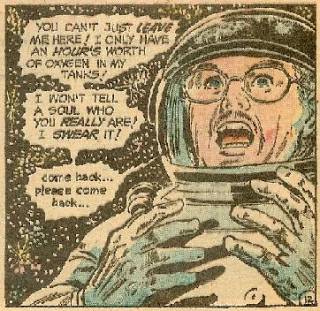 YOU CAN'T JUST LEAVE
ME HERE! I ONLY HAVE
AN HOUR'S WORTH
OF OXYGEN IN MY
TANKS!
I WON'T TELL
A SOUL WHO
YOU REALLY ARE!
I SWEAR IT!
come back...
please come
back...
12